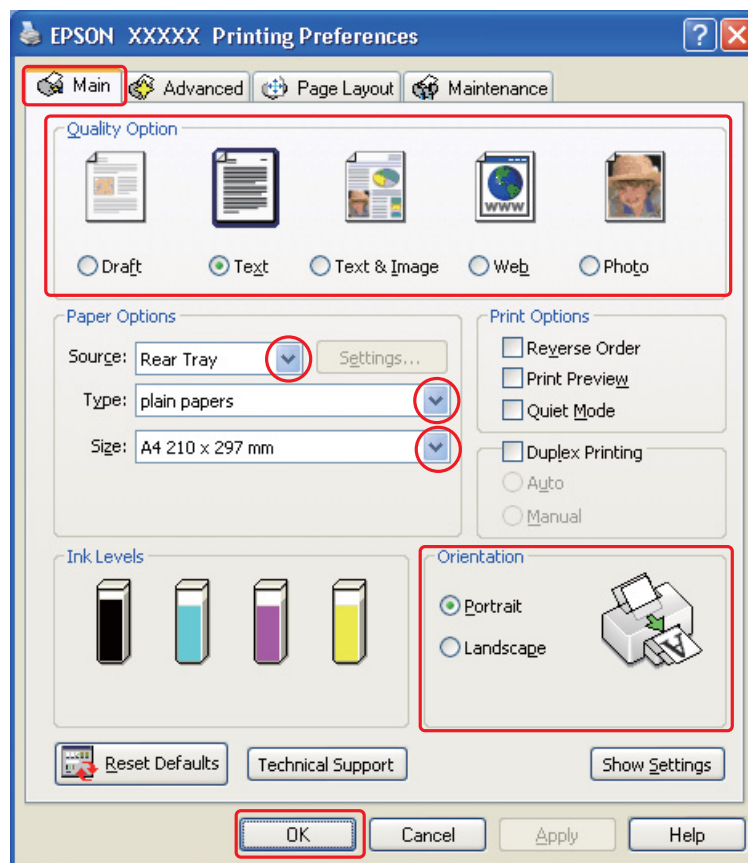 EPSON XXXXX Printing Preferences
Main Advanced Page Layout Maintenance
Quality Option
www
Draft Text Text & Image Web Photo
Paper Options
Source: Rear Tray Settings...
Type: plain papers
Size: A4 210 x 297 mm
Print Options
Reverse Order
Print Preview
Quiet Mode
Duplex Printing
Auto
Manual
Ink Levels
Orientation
Portrait
Landscape
A
Reset Defaults Technical Support Show Settings
OK Cancel Apply Help